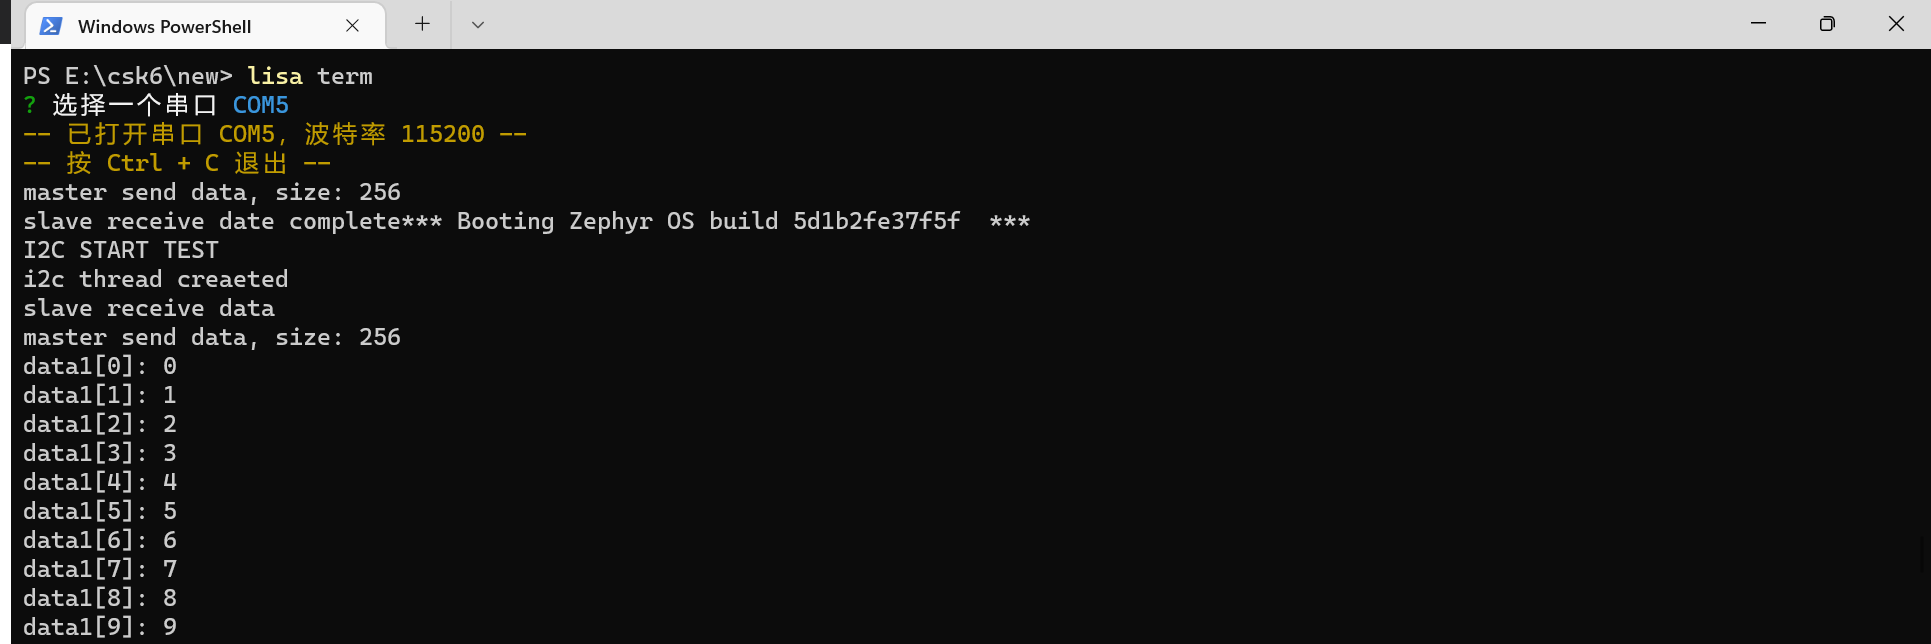 Windows PowerShell
PS E:\csk6\new> lisa term
? 选择一个串口 COM5
-- 已打开串口 COM5, 波特率 115200 --
-- 按 Ctrl + C 退出 --
master send data, size: 256
slave receive date complete*** Booting Zephyr OS build 5d1b2fe37f5f  ***
I2C START TEST
i2c thread creaeted
slave receive data
master send data, size: 256
data1[0]: 0
data1[1]: 1
data1[2]: 2
data1[3]: 3
data1[4]: 4
data1[5]: 5
data1[6]: 6
data1[7]: 7
data1[8]: 8
data1[9]: 9